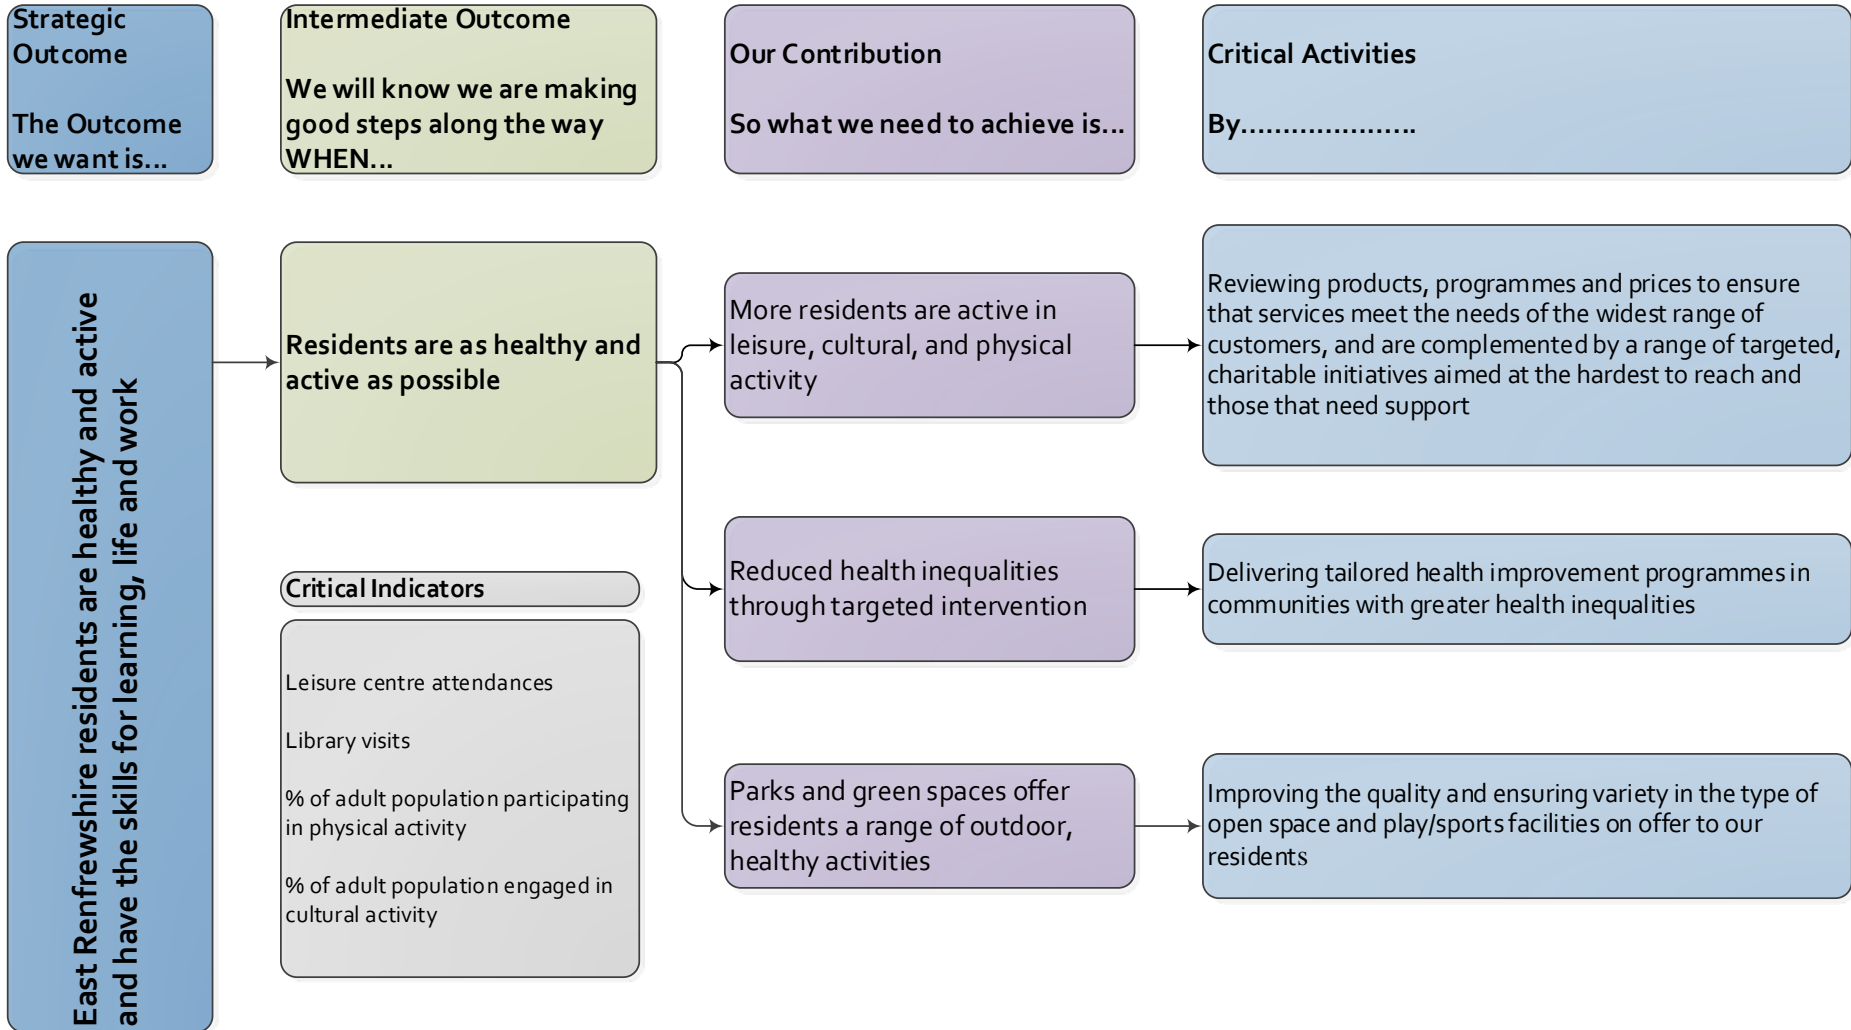 Strategic
Outcome
The Outcome
we want is...
Intermediate Outcome
We will know we are making
good steps along the way
WHEN...
Our Contribution
So what we need to achieve is...
Critical Activities
By.....................
East Renfrewshire residents are healthy and active
and have the skills for learning, life and work
Residents are as healthy and
active as possible
More residents are active in
leisure, cultural, and physical
activity
Reviewing products, programmes and prices to ensure
that services meet the needs of the widest range of
customers, and are complemented by a range of targeted,
charitable initiatives aimed at the hardest to reach and
those that need support
Critical Indicators
Leisure centre attendances
Library visits
% of adult population participating
in physical activity
% of adult population engaged in
cultural activity
Reduced health inequalities
through targeted intervention
Delivering tailored health improvement programmes in
communities with greater health inequalities
Parks and green spaces offer
residents a range of outdoor,
healthy activities
Improving the quality and ensuring variety in the type of
open space and play/sports facilities on offer to our
residents